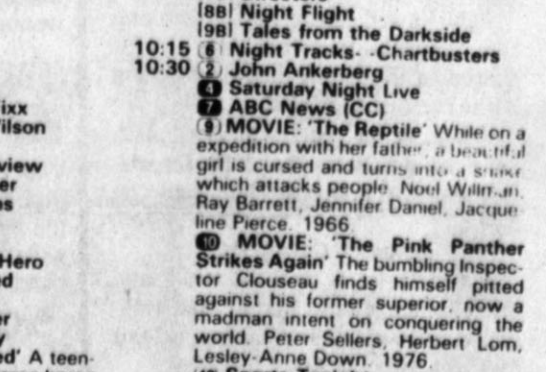 [8B] Night Flight
[9B] Tales from the Darkside
10:15 (6) Night Tracks- -Chartbusters
10:30 (2) John Ankerberg
4 Saturday Night Live
7 ABC News (CC)
(9) MOVIE: 'The Reptile' While on a
expedition with her father, a beautiful
girl is cursed and turns into a snake
which attacks people. Noel Willman,
Ray Barrett, Jennifer Daniel, Jacque-
line Pierce. 1966.
10 MOVIE: 'The Pink Panther
Strikes Again' The bumbling Inspec-
tor Clouseau finds himself pitted
against his former superior, now a
madman intent on conquering the
world. Peter Sellers, Herbert Lom,
Lesley-Anne Down. 1976.
ixx
ilson
view
er
Hero
ed' A teen-